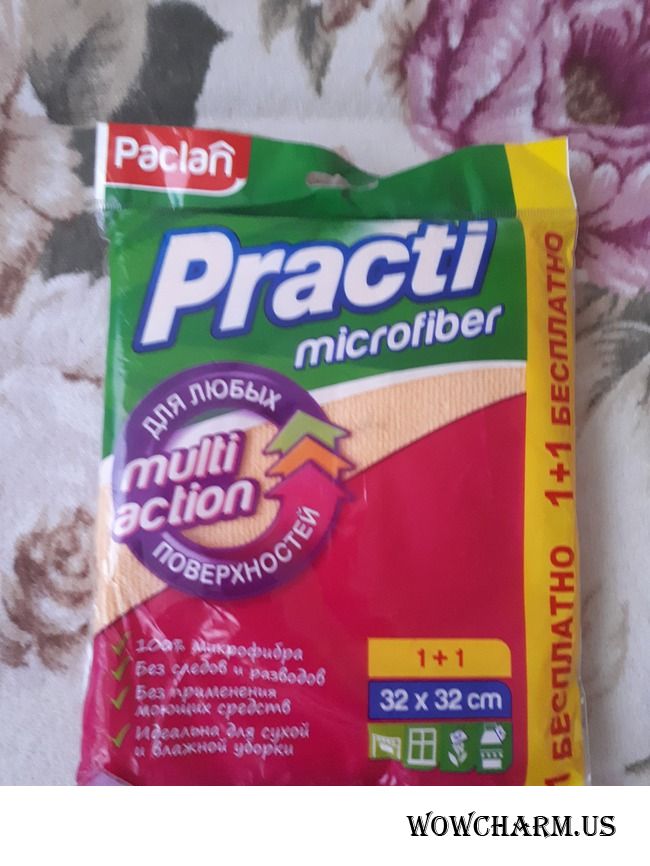 Paclan
Practi
microfiber
ДЛЯ ЛЮБЫХ
multi
action
ПОВЕРХНОСТЕЙ
100% Микрофибра
Без следов и разводов
Без применения
моющих средств
Идеальна для сухой
и влажной уборки
1 + 1
32 x 32 cm
1 БЕСПЛАТНО 1+1 БЕСПЛАТНО
WOWCHARM.US